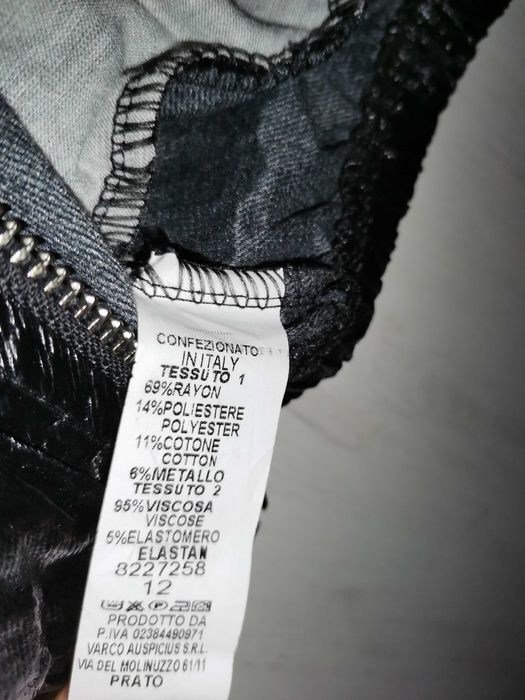 CONFEZIONATO
IN ITALY
TESSUTO 1
69%RAYON
14%POLIESTERE
POLYESTER
11%COTONE
COTTON
6%METALLO
TESSUTO 2
95%VISCOSA
VISCOSE
5%ELASTOMERO
ELASTAN
8227258
12
PRODOTTO DA
P.IVA 02384490971
VARCO AUSPICIUS S.R.L.
VIA DEL MOLINUZZO 61/11
PRATO